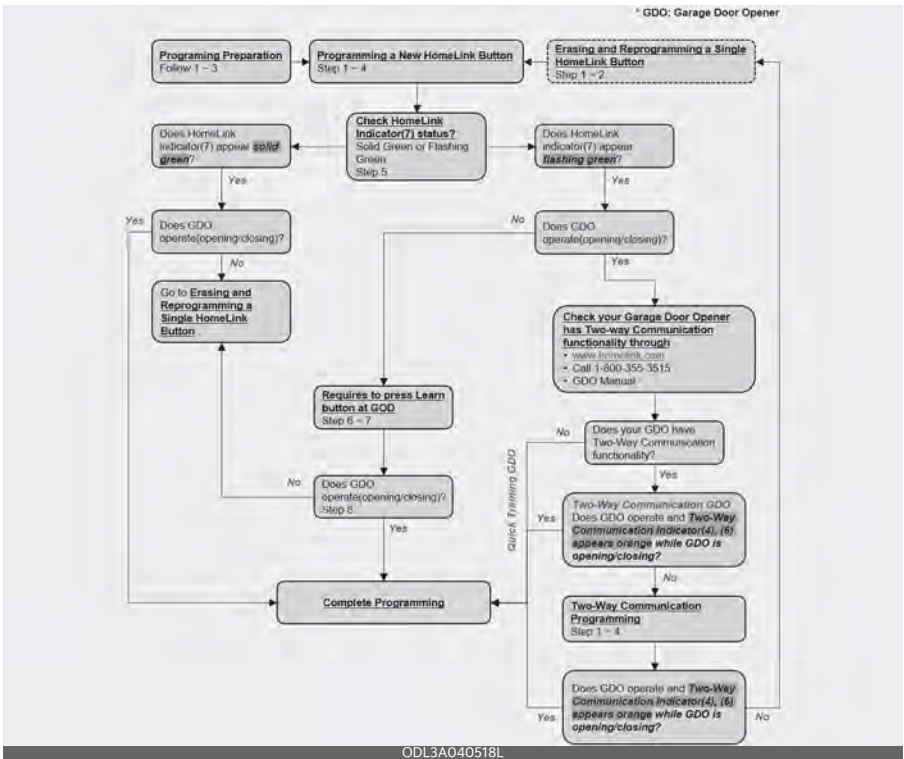 * GDO: Garage Door Opener
Programing Preparation
Follow 1 ~ 3
Programming a New HomeLink Button
Step 1 ~ 4
Erasing and Reprogramming a Single
HomeLink Button
Step 1 ~ 2
Check HomeLink
Indicator(7) status?
Solid Green or Flashing
Green
Step 5
Does HomeLink
indicator(7) appear solid
green?
Does HomeLink
indicator(7) appear
flashing green?
Yes
Yes
Yes
Does GDO
operate(opening/closing)?
No
No
Does GDO
operate(opening/closing)?
Yes
Go to Erasing and
Reprogramming a
Single HomeLink
Button
Check your Garage Door Opener
has Two-way Communication
functionality through
• www.homelink.com
• Call 1-800-355-3515
• GDO Manual
Requires to press Learn
button at GOD
Step 6 ~ 7
No
Does your GDO have
Two-Way Communication
functionality?
Yes
No
Does GDO
operate(opening/closing)?
Step 8
Yes
Quick Training GDO
Yes
Two-Way Communication GDO
Does GDO operate and Two-Way
Communication Indicator(4), (6)
appears orange while GDO is
opening/closing?
No
Complete Programming
Two-Way Communication
Programming
Step 1 ~ 4
Does GDO operate and Two-Way
Communication Indicator(4), (6)
appears orange while GDO is
opening/closing?
Yes
No
ODL3A040518L